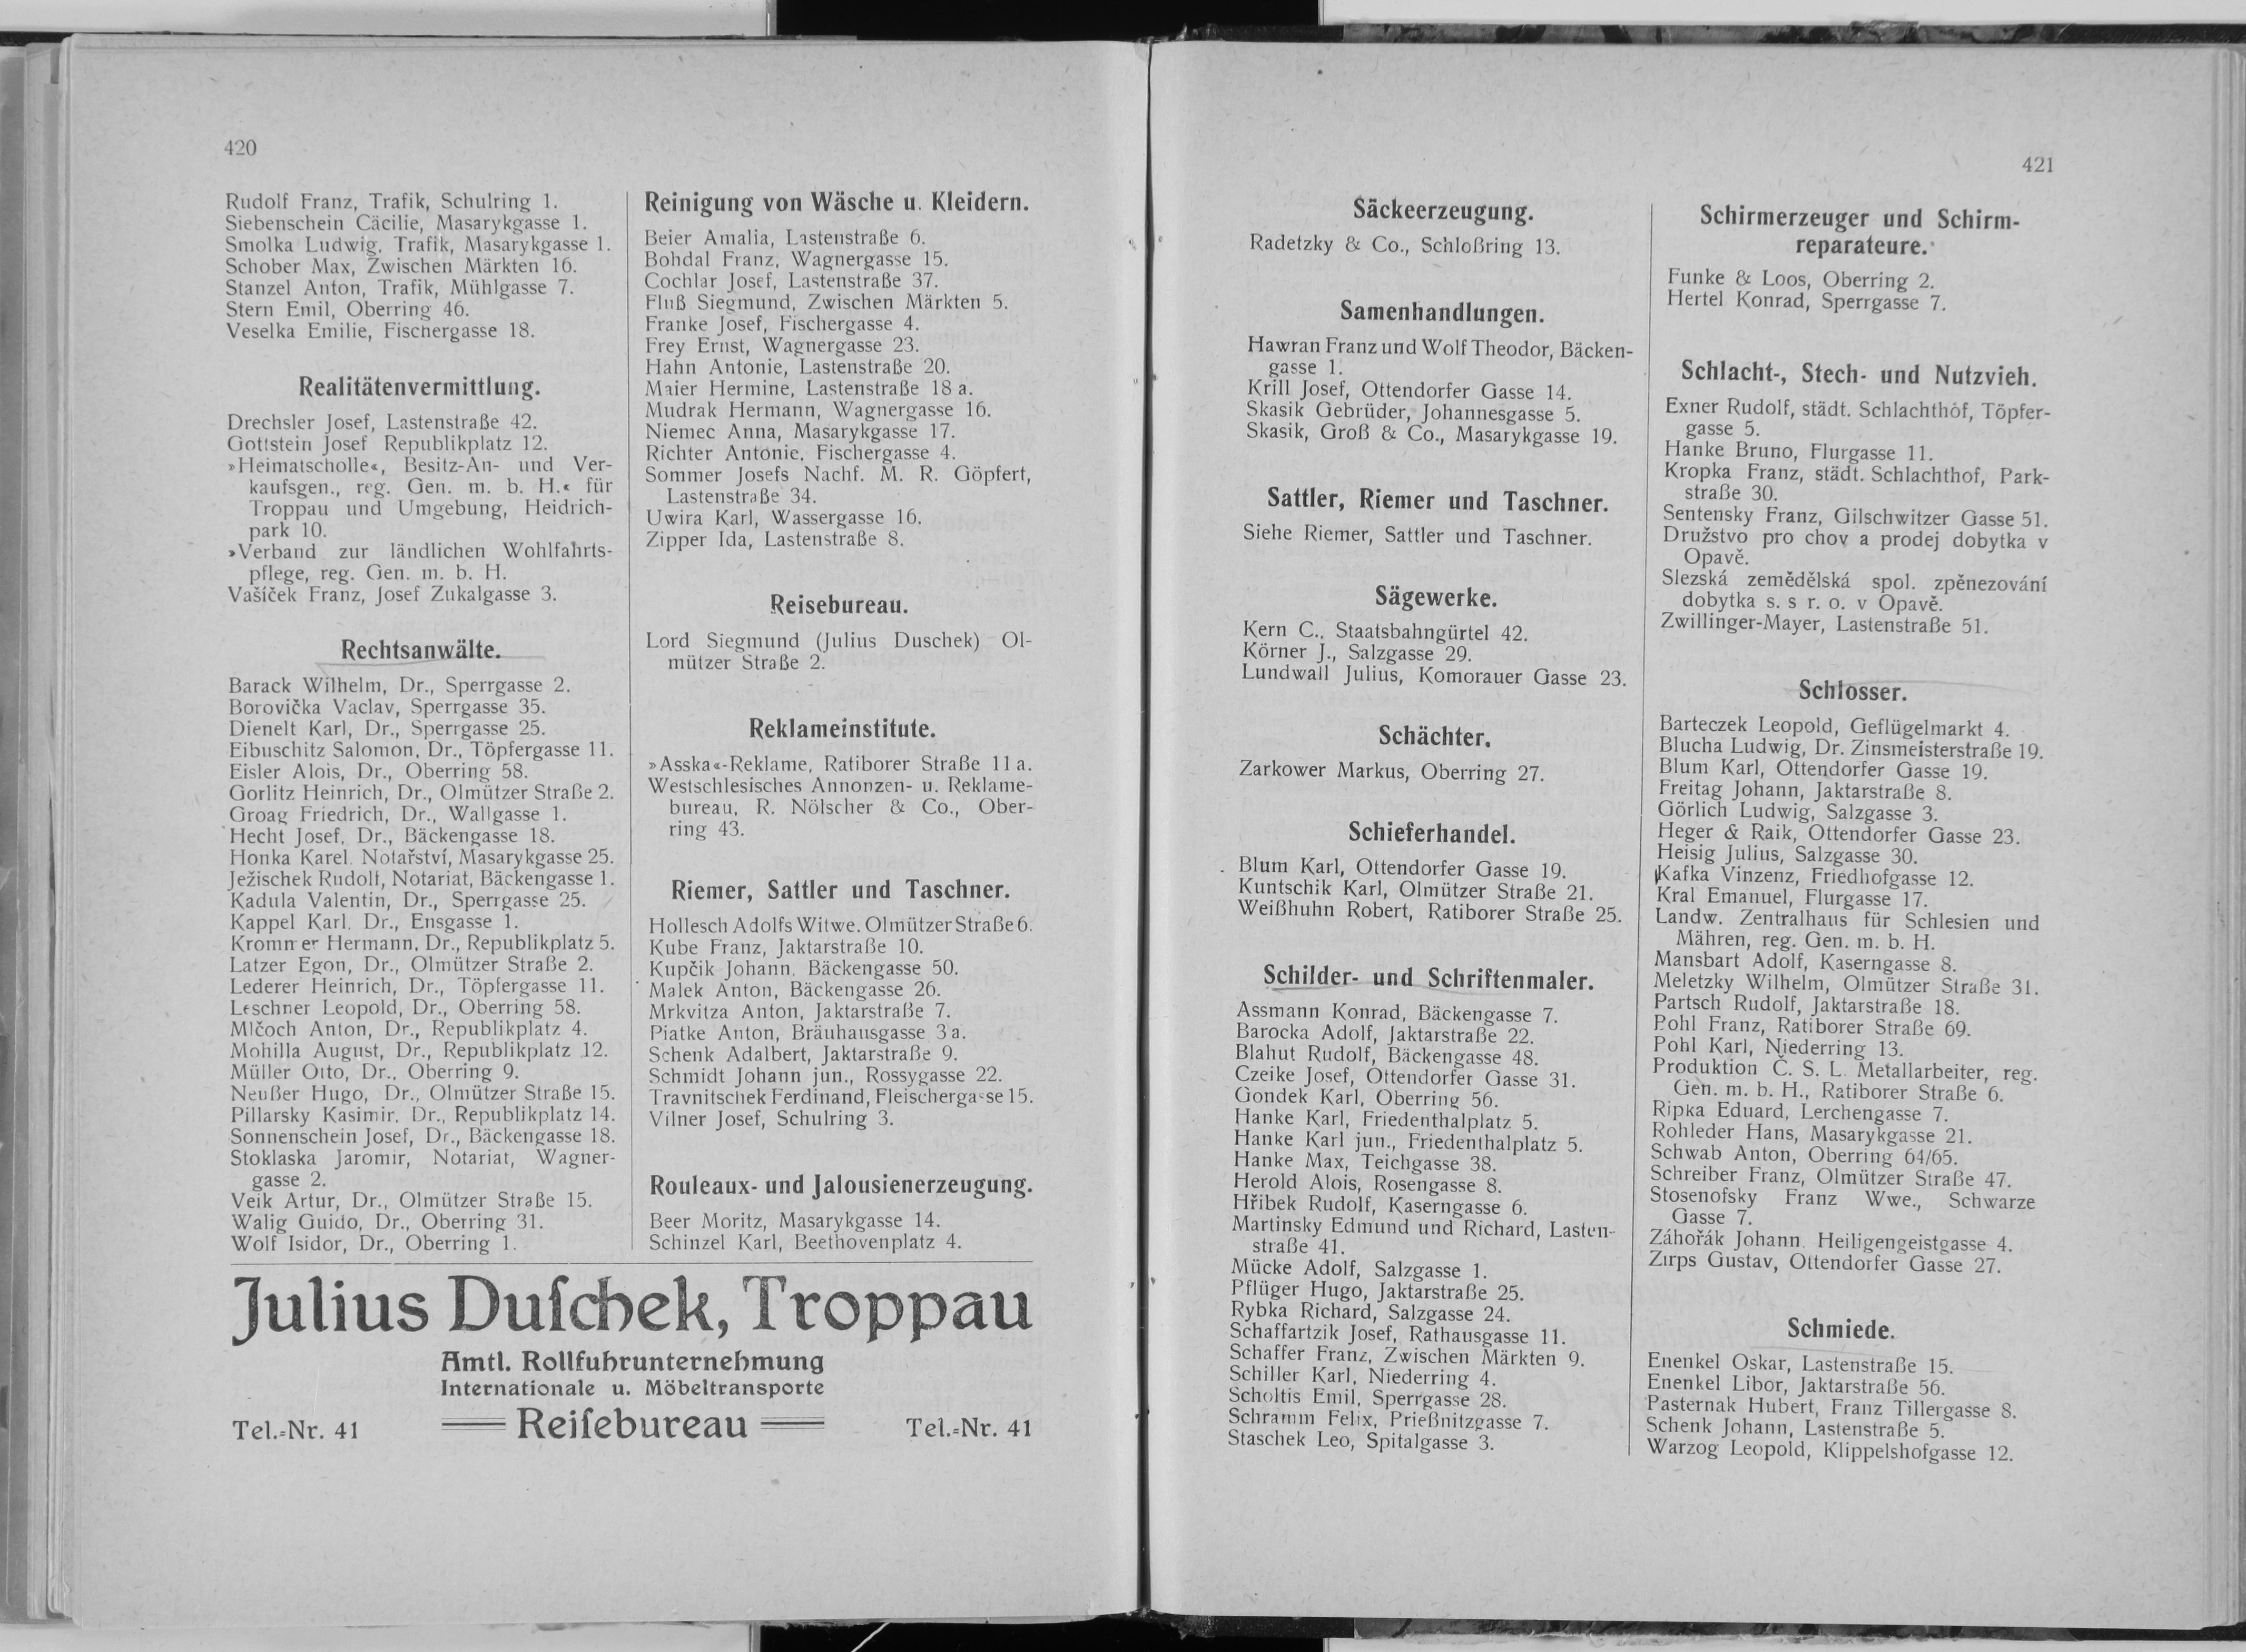 420
Rudolf Franz, Trafik, Schulring 1.
Siebenschein Cäcilie, Masarykgasse 1.
Smolka Ludwig, Trafik, Masarykgasse 1.
Schober Max, Zwischen Märkten 16.
Stanzel Anton, Trafik, Mühlgasse 7.
Stern Emil, Oberring 46.
Veselka Emilie, Fischergasse 18.
Realitätenvermittlung.
Drechsler Josef, Lastenstraße 42.
Gottstein Josef Republikplatz 12.
»Heimatscholle«, Besitz-An- und Ver-
kaufsgen., reg. Gen. m. b. H.« für
Troppau und Umgebung, Heidrich-
park 10.
»Verband zur ländlichen Wohlfahrts-
pflege, reg. Gen. m. b. H.
Vašíček Franz, Josef Zukalgasse 3.
Rechtsanwälte.
Barack Wilhelm, Dr., Sperrgasse 2.
Borovička Vaclav, Sperrgasse 35.
Dienelt Karl, Dr., Sperrgasse 25.
Eibuschitz Salomon, Dr., Töpfergasse 11.
Eisler Alois, Dr., Oberring 58.
Gorlitz Heinrich, Dr., Olmützer Straße 2.
Groag Friedrich, Dr., Wallgasse 1.
Hecht Josef, Dr., Bäckengasse 18.
Honka Karel, Notařství, Masarykgasse 25.
Ježischek Rudolf, Notariat, Bäckengasse 1.
Kadula Valentin, Dr., Sperrgasse 25.
Kappel Karl, Dr., Ensgasse 1.
Krommer Hermann, Dr., Republikplatz 5.
Latzer Egon, Dr., Olmützer Straße 2.
Lederer Heinrich, Dr., Töpfergasse 11.
Leschner Leopold, Dr., Oberring 58.
Mlčoch Anton, Dr., Republikplatz 4.
Mohilla August, Dr., Republikplatz 12.
Müller Otto, Dr., Oberring 9.
Neußer Hugo, Dr., Olmützer Straße 15.
Pillarsky Kasimir, Dr., Republikplatz 14.
Sonnenschein Josef, Dr., Bäckengasse 18.
Stoklaska Jaromir, Notariat, Wagner-
gasse 2.
Veik Artur, Dr., Olmützer Straße 15.
Walig Guido, Dr., Oberring 31.
Wolf Isidor, Dr., Oberring 1.
Reinigung von Wäsche u. Kleidern.
Beier Amalia, Lastenstraße 6.
Bohdal Franz, Wagnergasse 15.
Cochlar Josef, Lastenstraße 37.
Fluß Siegmund, Zwischen Märkten 5.
Franke Josef, Fischergasse 4.
Frey Ernst, Wagnergasse 23.
Hahn Antonie, Lastenstraße 20.
Maier Hermine, Lastenstraße 18 a.
Mudrak Hermann, Wagnergasse 16.
Niemec Anna, Masarykgasse 17.
Richter Antonie, Fischergasse 4.
Sommer Josefs Nachf. M. R. Göpfert,
Lastenstraße 34.
Uwira Karl, Wassergasse 16.
Zipper Ida, Lastenstraße 8.
Reisebureau.
Lord Siegmund (Julius Duschek) Ol-
mützer Straße 2.
Reklameinstitute.
»Asska«-Reklame, Ratiborer Straße 11 a.
Westschlesisches Annonzen- u. Reklame-
bureau, R. Nölscher & Co., Ober-
ring 43.
Riemer, Sattler und Taschner.
Hollesch Adolfs Witwe. Olmützer Straße 6.
Kube Franz, Jaktarstraße 10.
Kupčik Johann, Bäckengasse 50.
Malek Anton, Bäckengasse 26.
Mrkvitza Anton, Jaktarstraße 7.
Piatke Anton, Bräuhausgasse 3 a.
Schenk Adalbert, Jaktarstraße 9.
Schmidt Johann jun., Rossygasse 22.
Travnitschek Ferdinand, Fleischergasse 15.
Vilner Josef, Schulring 3.
Rouleaux- und Jalousienerzeugung.
Beer Moritz, Masarykgasse 14.
Schinzel Karl, Beethovenplatz 4.
Julius Duſchek, Troppau
Amtl. Rollfuhrunternehmung
Internationale u. Möbeltransporte
Tel.-Nr. 41 Reiſebureau Tel.-Nr. 41
421
Säckeerzeugung.
Radetzky & Co., Schloßring 13.
Samenhandlungen.
Hawran Franz und Wolf Theodor, Bäcken-
gasse 1.
Krill Josef, Ottendorfer Gasse 14.
Skasik Gebrüder, Johannesgasse 5.
Skasik, Groß & Co., Masarykgasse 19.
Sattler, Riemer und Taschner.
Siehe Riemer, Sattler und Taschner.
Sägewerke.
Kern C., Staatsbahngürtel 42.
Körner J., Salzgasse 29.
Lundwall Julius, Komorauer Gasse 23.
Schächter.
Zarkower Markus, Oberring 27.
Schieferhandel.
Blum Karl, Ottendorfer Gasse 19.
Kuntschik Karl, Olmützer Straße 21.
Weißhuhn Robert, Ratiborer Straße 25.
Schilder- und Schriftenmaler.
Assmann Konrad, Bäckengasse 7.
Barocka Adolf, Jaktarstraße 22.
Blahut Rudolf, Bäckengasse 48.
Czeike Josef, Ottendorfer Gasse 31.
Gondek Karl, Oberring 56.
Hanke Karl, Friedenthalplatz 5.
Hanke Karl jun., Friedenthalplatz 5.
Hanke Max, Teichgasse 38.
Herold Alois, Rosengasse 8.
Hřibek Rudolf, Kaserngasse 6.
Martinsky Edmund und Richard, Lasten-
straße 41.
Mücke Adolf, Salzgasse 1.
Pflüger Hugo, Jaktarstraße 25.
Rybka Richard, Salzgasse 24.
Schaffartzik Josef, Rathausgasse 11.
Schaffer Franz, Zwischen Märkten 9.
Schiller Karl, Niederring 4.
Scholtis Emil, Sperrgasse 28.
Schramm Felix, Prießnitzgasse 7.
Staschek Leo, Spitalgasse 3.
Schirmerzeuger und Schirm-
reparateure.
Funke & Loos, Oberring 2.
Hertel Konrad, Sperrgasse 7.
Schlacht-, Stech- und Nutzvieh.
Exner Rudolf, städt. Schlachthof, Töpfer-
gasse 5.
Hanke Bruno, Flurgasse 11.
Kropka Franz, städt. Schlachthof, Park-
straße 30.
Sentensky Franz, Gilschwitzer Gasse 51.
Družstvo pro chov a prodej dobytka v
Opavě.
Slezská zemědělská spol. zpěnezování
dobytka s. s r. o. v Opavě.
Zwillinger-Mayer, Lastenstraße 51.
Schlosser.
Barteczek Leopold, Geflügelmarkt 4.
Blucha Ludwig, Dr. Zinsmeisterstraße 19.
Blum Karl, Ottendorfer Gasse 19.
Freitag Johann, Jaktarstraße 8.
Görlich Ludwig, Salzgasse 3.
Heger & Raik, Ottendorfer Gasse 23.
Heisig Julius, Salzgasse 30.
Kafka Vinzenz, Friedhofgasse 12.
Kral Emanuel, Flurgasse 17.
Landw. Zentralhaus für Schlesien und
Mähren, reg. Gen. m. b. H.
Mansbart Adolf, Kaserngasse 8.
Meletzky Wilhelm, Olmützer Straße 31.
Partsch Rudolf, Jaktarstraße 18.
Pohl Franz, Ratiborer Straße 69.
Pohl Karl, Niederring 13.
Produktion Č. S. L. Metallarbeiter, reg.
Gen. m. b. H., Ratiborer Straße 6.
Ripka Eduard, Lerchengasse 7.
Rohleder Hans, Masarykgasse 21.
Schwab Anton, Oberring 64/65.
Schreiber Franz, Olmützer Straße 47.
Stosenofsky Franz Wwe., Schwarze
Gasse 7.
Záhořák Johann, Heiligengeistgasse 4.
Zirps Gustav, Ottendorfer Gasse 27.
Schmiede.
Enenkel Oskar, Lastenstraße 15.
Enenkel Libor, Jaktarstraße 56.
Pasternak Hubert, Franz Tillergasse 8.
Schenk Johann, Lastenstraße 5.
Warzog Leopold, Klippelshofgasse 12.